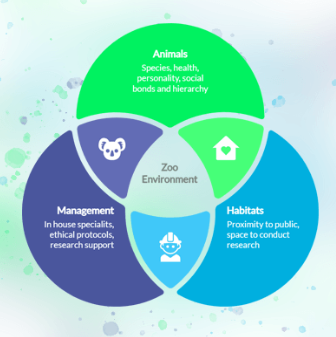 Animals
Species, health,
personality, social
bonds and hierarchy
Zoo
Environment
Management
In house specialits,
ethical protocols,
research support
Habitats
Proximity to public,
space to conduct
research